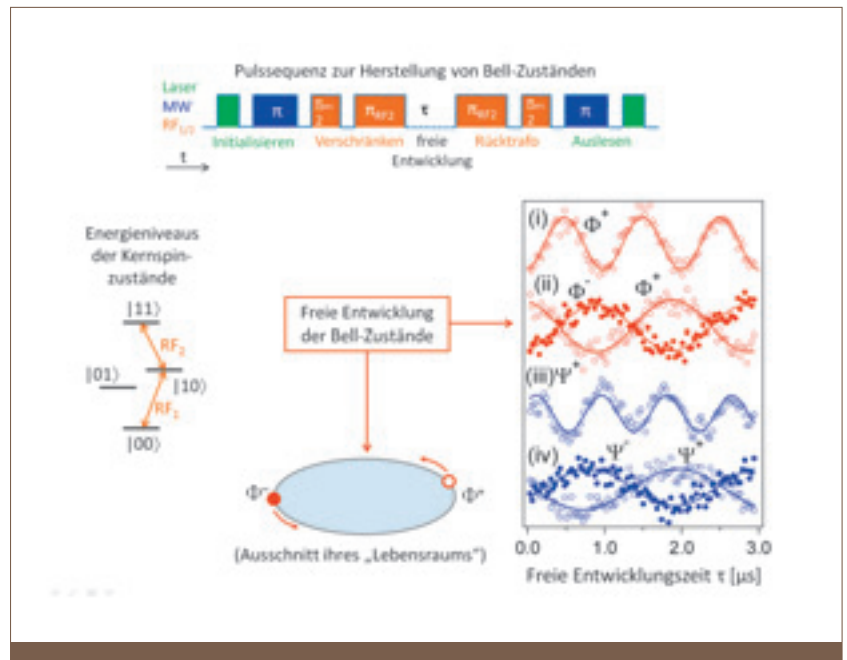 Pulssequenz zur Herstellung von Bell-Zuständen
Laser
MW
RF₁/₂
π
π_RF2
τ
π_RF2
π
Initialisieren Verschränken freie Rücktrafo Auslesen
t
Entwicklung
Energieniveaus
der Kernspin-
zustände
|11⟩
RF₂
|01⟩
|10⟩
RF₁
|00⟩
Freie Entwicklung
der Bell-Zustände
Φ⁻
Φ⁺
(Ausschnitt ihres „Lebensraums“)
(i) Φ⁺
(ii) Φ⁻ Φ⁺
(iii) Ψ⁺
(iv) Ψ⁻ Ψ⁺
0.0 1.0 2.0 3.0
Freie Entwicklungszeit τ [μs]